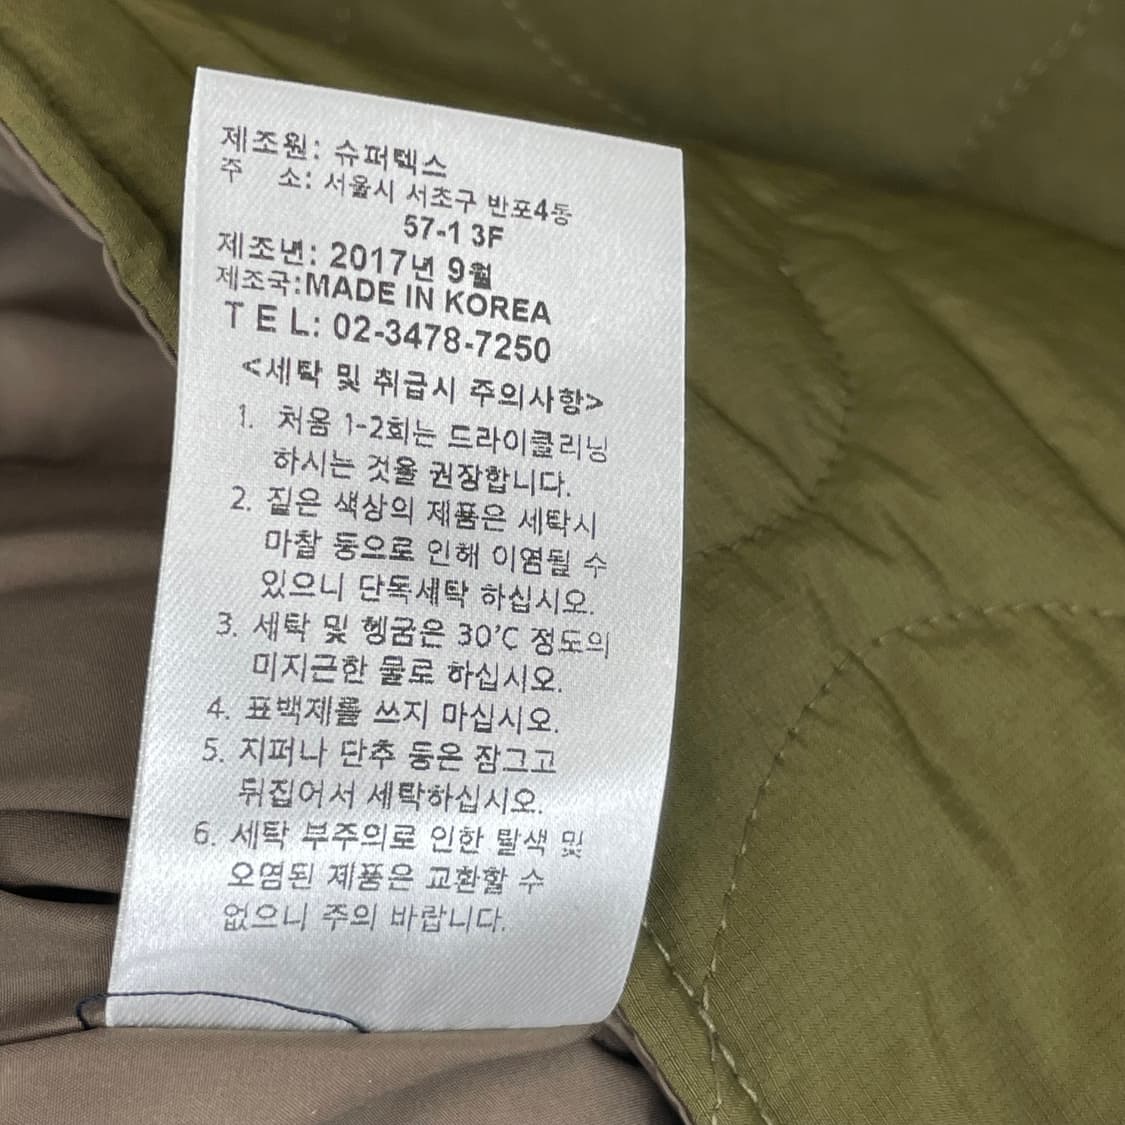 제조원: 슈퍼텍스
주 소: 서울시 서초구 반포4동
57-1 3F
제조년: 2017년 9월
제조국:MADE IN KOREA
T E L: 02-3478-7250
<세탁 및 취급시 주의사항>
1. 처음 1-2회는 드라이클리닝
하시는 것을 권장합니다.
2. 짙은 색상의 제품은 세탁시
마찰 등으로 인해 이염될 수
있으니 단독세탁 하십시오.
3. 세탁 및 헹굼은 30℃ 정도의
미지근한 물로 하십시오.
4. 표백제를 쓰지 마십시오.
5. 지퍼나 단추 등은 잠그고
뒤집어서 세탁하십시오.
6. 세탁 부주의로 인한 탈색 및
오염된 제품은 교환할 수
없으니 주의 바랍니다.